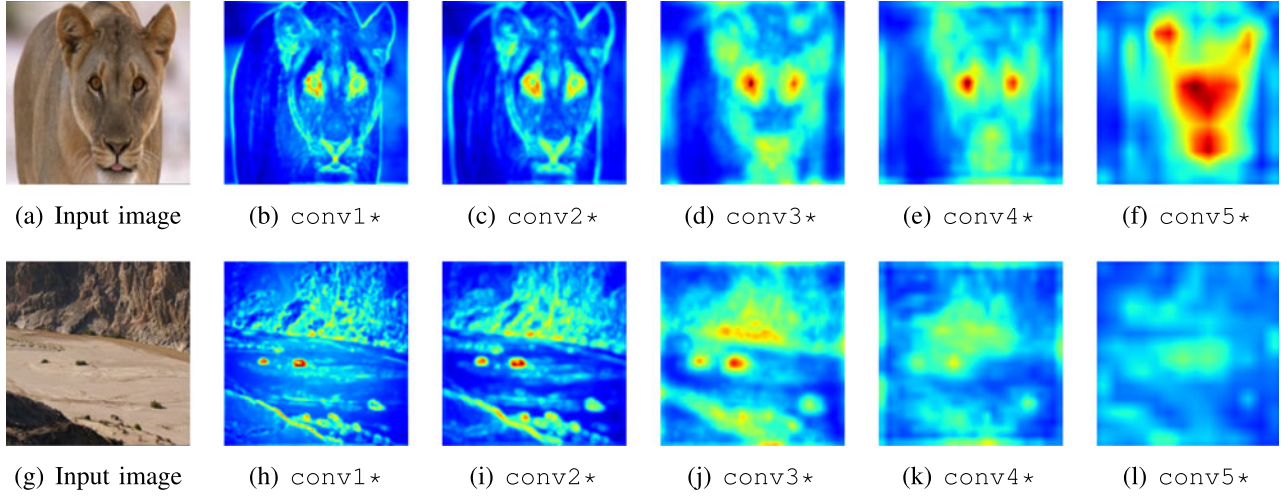 (a) Input image (b) conv1⋆ (c) conv2⋆ (d) conv3⋆ (e) conv4⋆ (f) conv5⋆
(g) Input image (h) conv1⋆ (i) conv2⋆ (j) conv3⋆ (k) conv4⋆ (l) conv5⋆